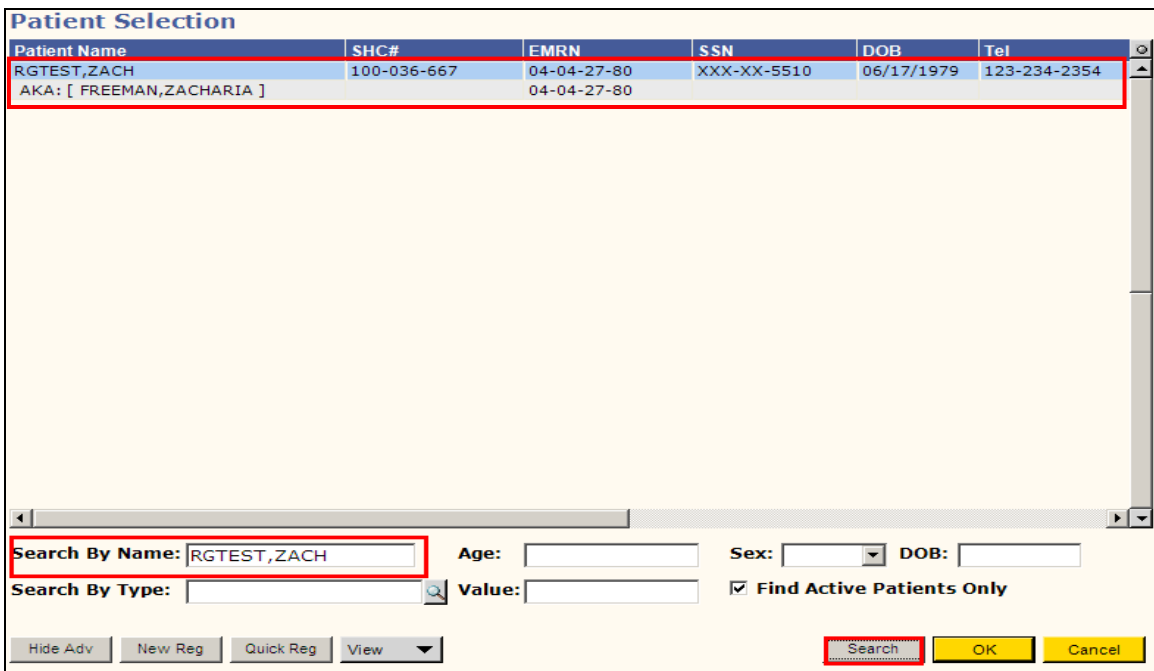 Patient Selection
Patient Name SHC# EMRN SSN DOB Tel
RGTEST,ZACH 100-036-667 04-04-27-80 XXX-XX-5510 06/17/1979 123-234-2354
AKA: [ FREEMAN,ZACHARIA ] 04-04-27-80
Search By Name: RGTEST,ZACH Age: Sex: DOB:
Search By Type: Value: Find Active Patients Only
Hide Adv New Reg Quick Reg View Search OK Cancel